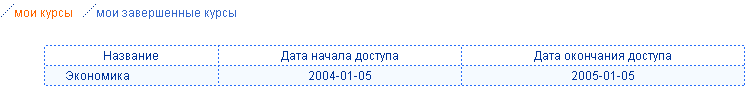 мои курсы мои завершенные курсы
Название Дата начала доступа Дата окончания доступа
Экономика 2004-01-05 2005-01-05